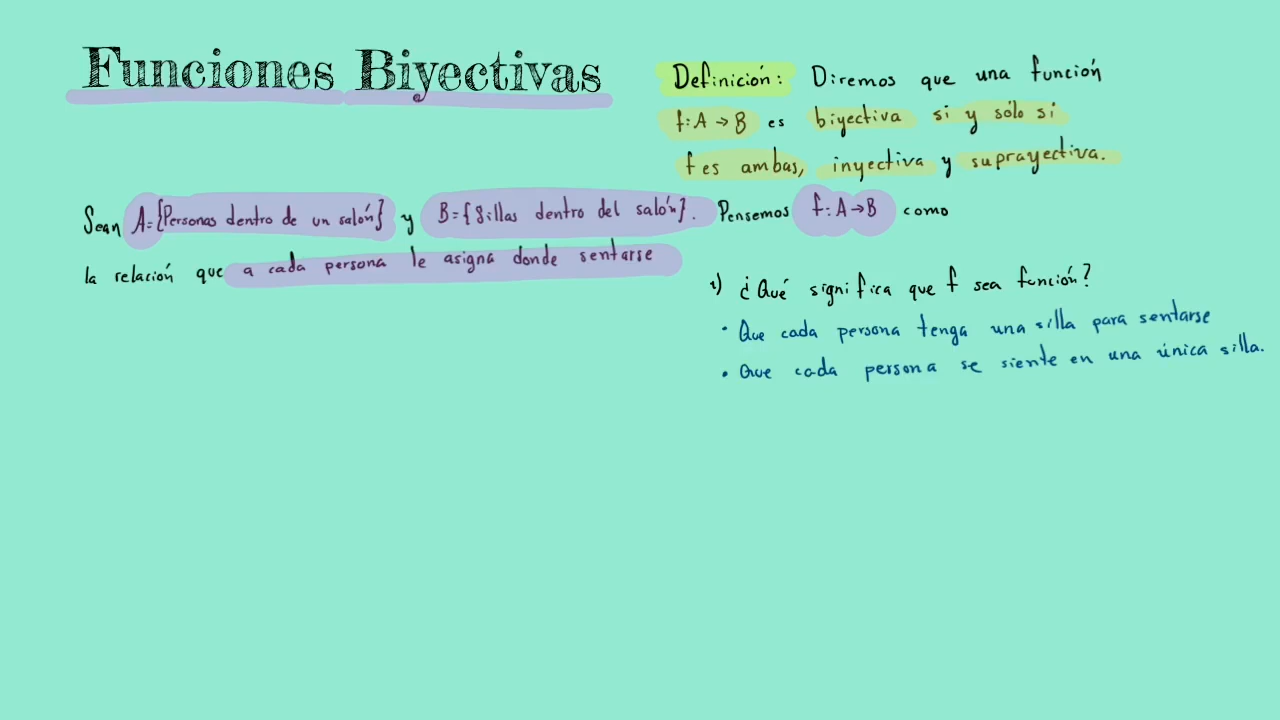 Funciones Biyectivas
Definición: Diremos que una función
f: A → B es biyectiva si y sólo si
f es ambas, inyectiva y suprayectiva.
Sean A={Personas dentro de un salón} y B={Sillas dentro del salón}. Pensemos f: A→B como
la relación que a cada persona le asigna donde sentarse
1) ¿Qué significa que f sea función?
• Que cada persona tenga una silla para sentarse
• Que cada persona se siente en una única silla.